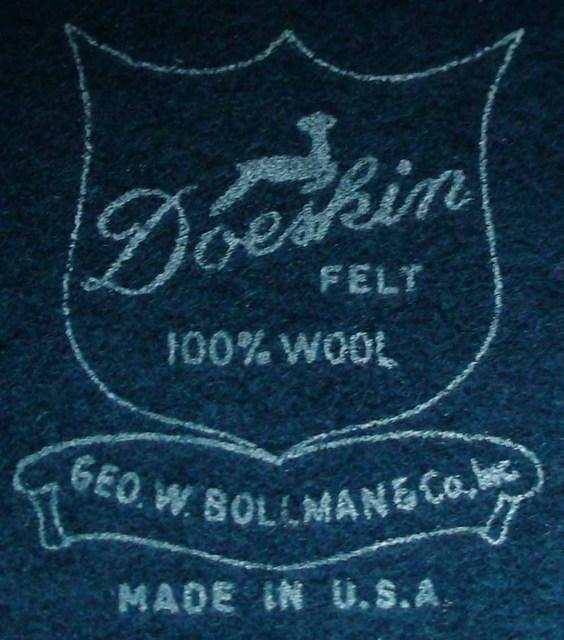 Doeskin
FELT
100% WOOL
GEO. W. BOLLMAN & Co., Inc
MADE IN U.S.A.